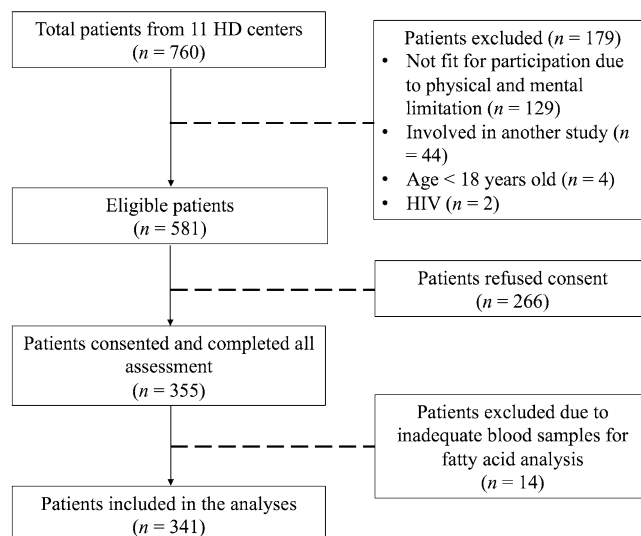 Total patients from 11 HD centers
(n = 760)
Patients excluded (n = 179)
• Not fit for participation due
to physical and mental
limitation (n = 129)
• Involved in another study (n
= 44)
• Age < 18 years old (n = 4)
• HIV (n = 2)
Eligible patients
(n = 581)
Patients refused consent
(n = 266)
Patients consented and completed all
assessment
(n = 355)
Patients excluded due to
inadequate blood samples for
fatty acid analysis
(n = 14)
Patients included in the analyses
(n = 341)